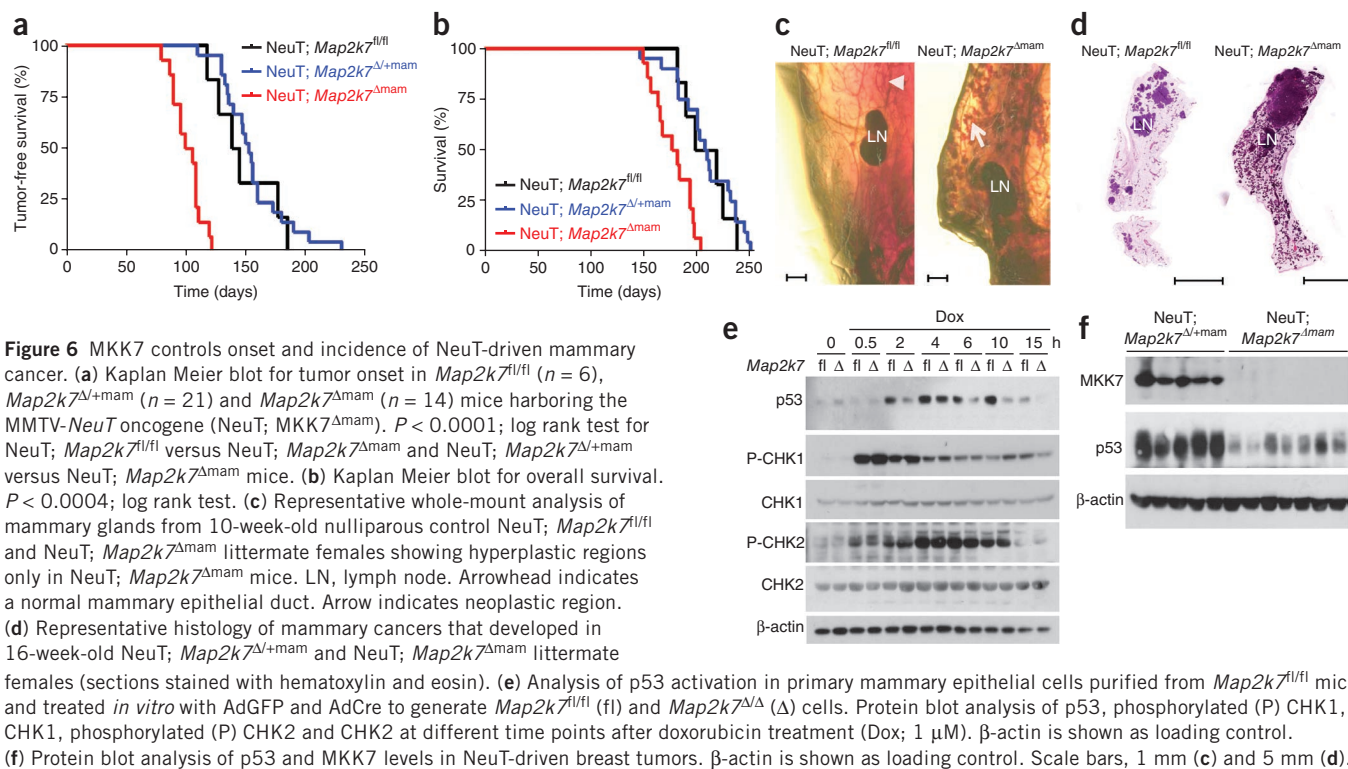 a
100
75
50
25
0
Tumor-free survival (%)
0 50 100 150 200 250
Time (days)
NeuT; Map2k7fl/fl
NeuT; Map2k7Δ/+mam
NeuT; Map2k7Δmam
b
100
75
50
25
0
Survival (%)
0 50 100 150 200 250
Time (days)
NeuT; Map2k7fl/fl
NeuT; Map2k7Δ/+mam
NeuT; Map2k7Δmam
c
NeuT; Map2k7fl/fl NeuT; Map2k7Δmam
LN LN
d
NeuT; Map2k7fl/fl NeuT; Map2k7Δmam
LN LN
e
Dox
0 0.5 2 4 6 10 15 h
Map2k7 fl Δ fl Δ fl Δ fl Δ fl Δ fl Δ fl Δ
p53
P-CHK1
CHK1
P-CHK2
CHK2
β-actin
f
NeuT; NeuT;
Map2k7Δ/+mam Map2k7Δmam
MKK7
p53
β-actin
Figure 6 MKK7 controls onset and incidence of NeuT-driven mammary
cancer. (a) Kaplan Meier blot for tumor onset in Map2k7fl/fl (n = 6),
Map2k7Δ/+mam (n = 21) and Map2k7Δmam (n = 14) mice harboring the
MMTV-NeuT oncogene (NeuT; MKK7Δmam). P < 0.0001; log rank test for
NeuT; Map2k7fl/fl versus NeuT; Map2k7Δmam and NeuT; Map2k7Δ/+mam
versus NeuT; Map2k7Δmam mice. (b) Kaplan Meier blot for overall survival.
P < 0.0004; log rank test. (c) Representative whole-mount analysis of
mammary glands from 10-week-old nulliparous control NeuT; Map2k7fl/fl
and NeuT; Map2k7Δmam littermate females showing hyperplastic regions
only in NeuT; Map2k7Δmam mice. LN, lymph node. Arrowhead indicates
a normal mammary epithelial duct. Arrow indicates neoplastic region.
(d) Representative histology of mammary cancers that developed in
16-week-old NeuT; Map2k7Δ/+mam and NeuT; Map2k7Δmam littermate
females (sections stained with hematoxylin and eosin). (e) Analysis of p53 activation in primary mammary epithelial cells purified from Map2k7fl/fl mic
and treated in vitro with AdGFP and AdCre to generate Map2k7fl/fl (fl) and Map2k7Δ/Δ (Δ) cells. Protein blot analysis of p53, phosphorylated (P) CHK1,
CHK1, phosphorylated (P) CHK2 and CHK2 at different time points after doxorubicin treatment (Dox; 1 μM). β-actin is shown as loading control.
(f) Protein blot analysis of p53 and MKK7 levels in NeuT-driven breast tumors. β-actin is shown as loading control. Scale bars, 1 mm (c) and 5 mm (d).